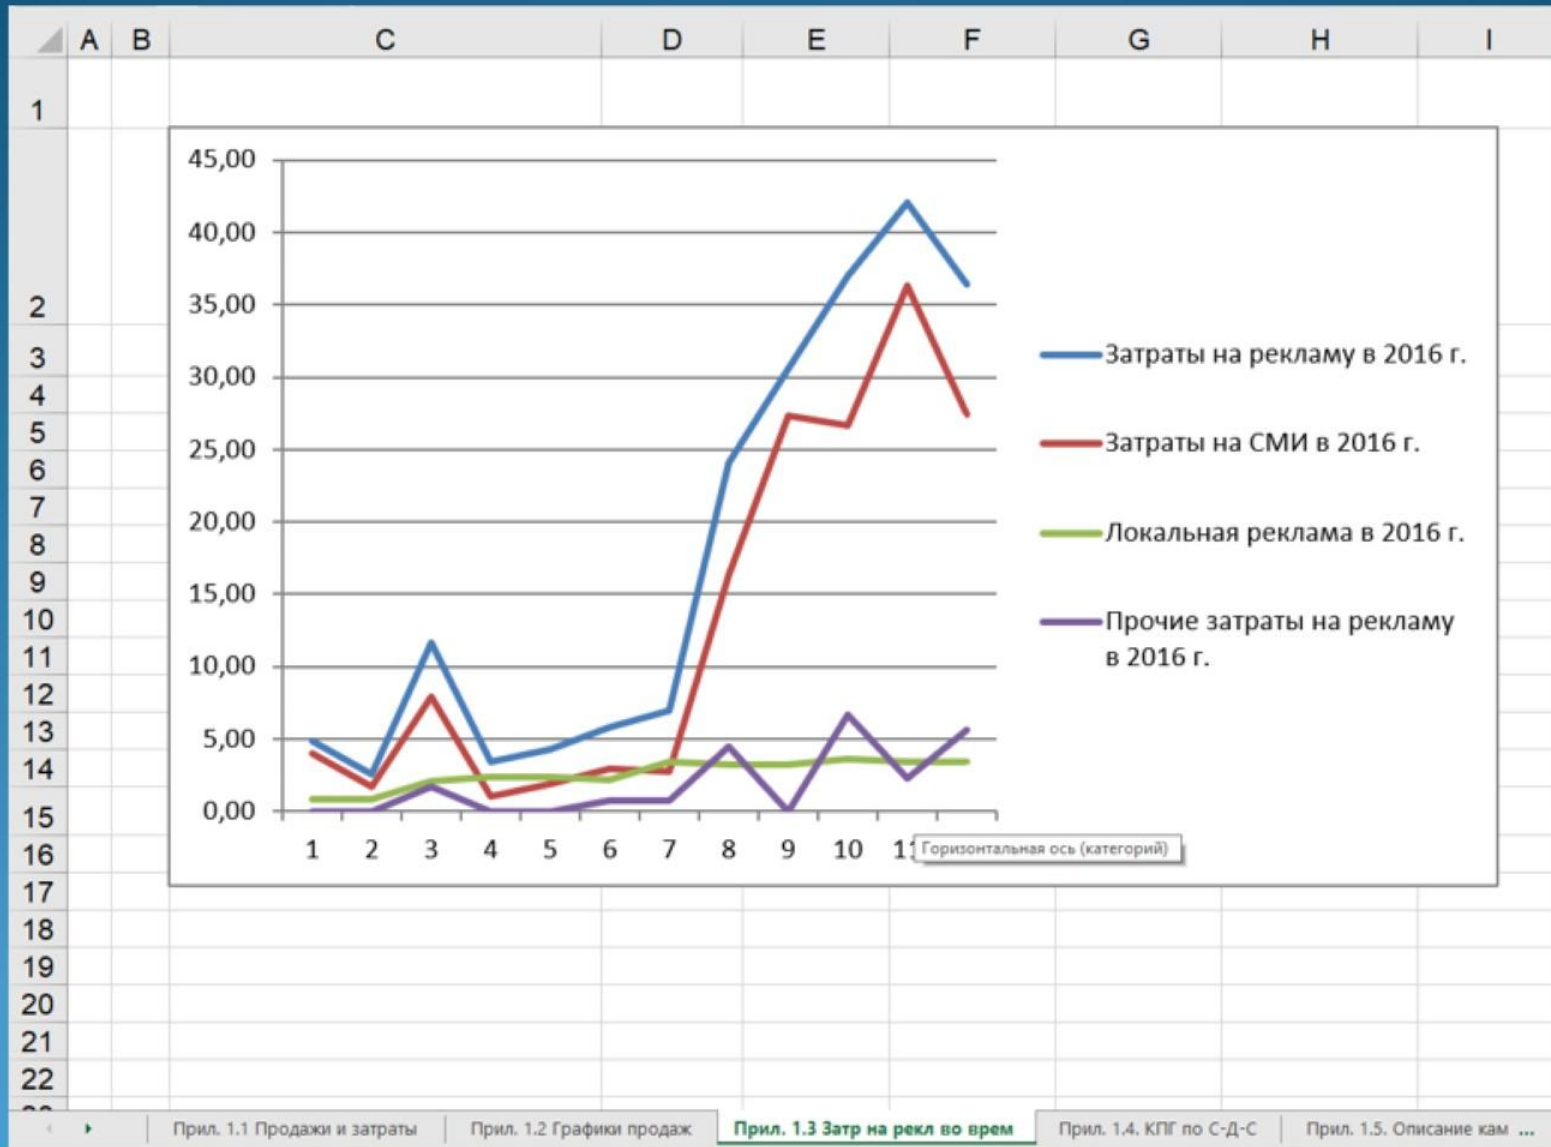 A B C D E F G H I
1
45,00
40,00
2
35,00
3
30,00
Затраты на рекламу в 2016 г.
4
5
25,00
Затраты на СМИ в 2016 г.
6
7
20,00
8
Локальная реклама в 2016 г.
9
15,00
10
Прочие затраты на рекламу
11
10,00
в 2016 г.
12
13
5,00
14
15
0,00
16
1 2 3 4 5 6 7 8 9 10 1
Горизонтальная ось (категорий)
17
18
19
20
21
22
Прил. 1.1 Продажи и затраты
Прил. 1.2 Графики продаж
Прил. 1.3 Затр на рекл во врем
Прил. 1.4. КПГ по С-Д-С
Прил. 1.5. Описание кам ...